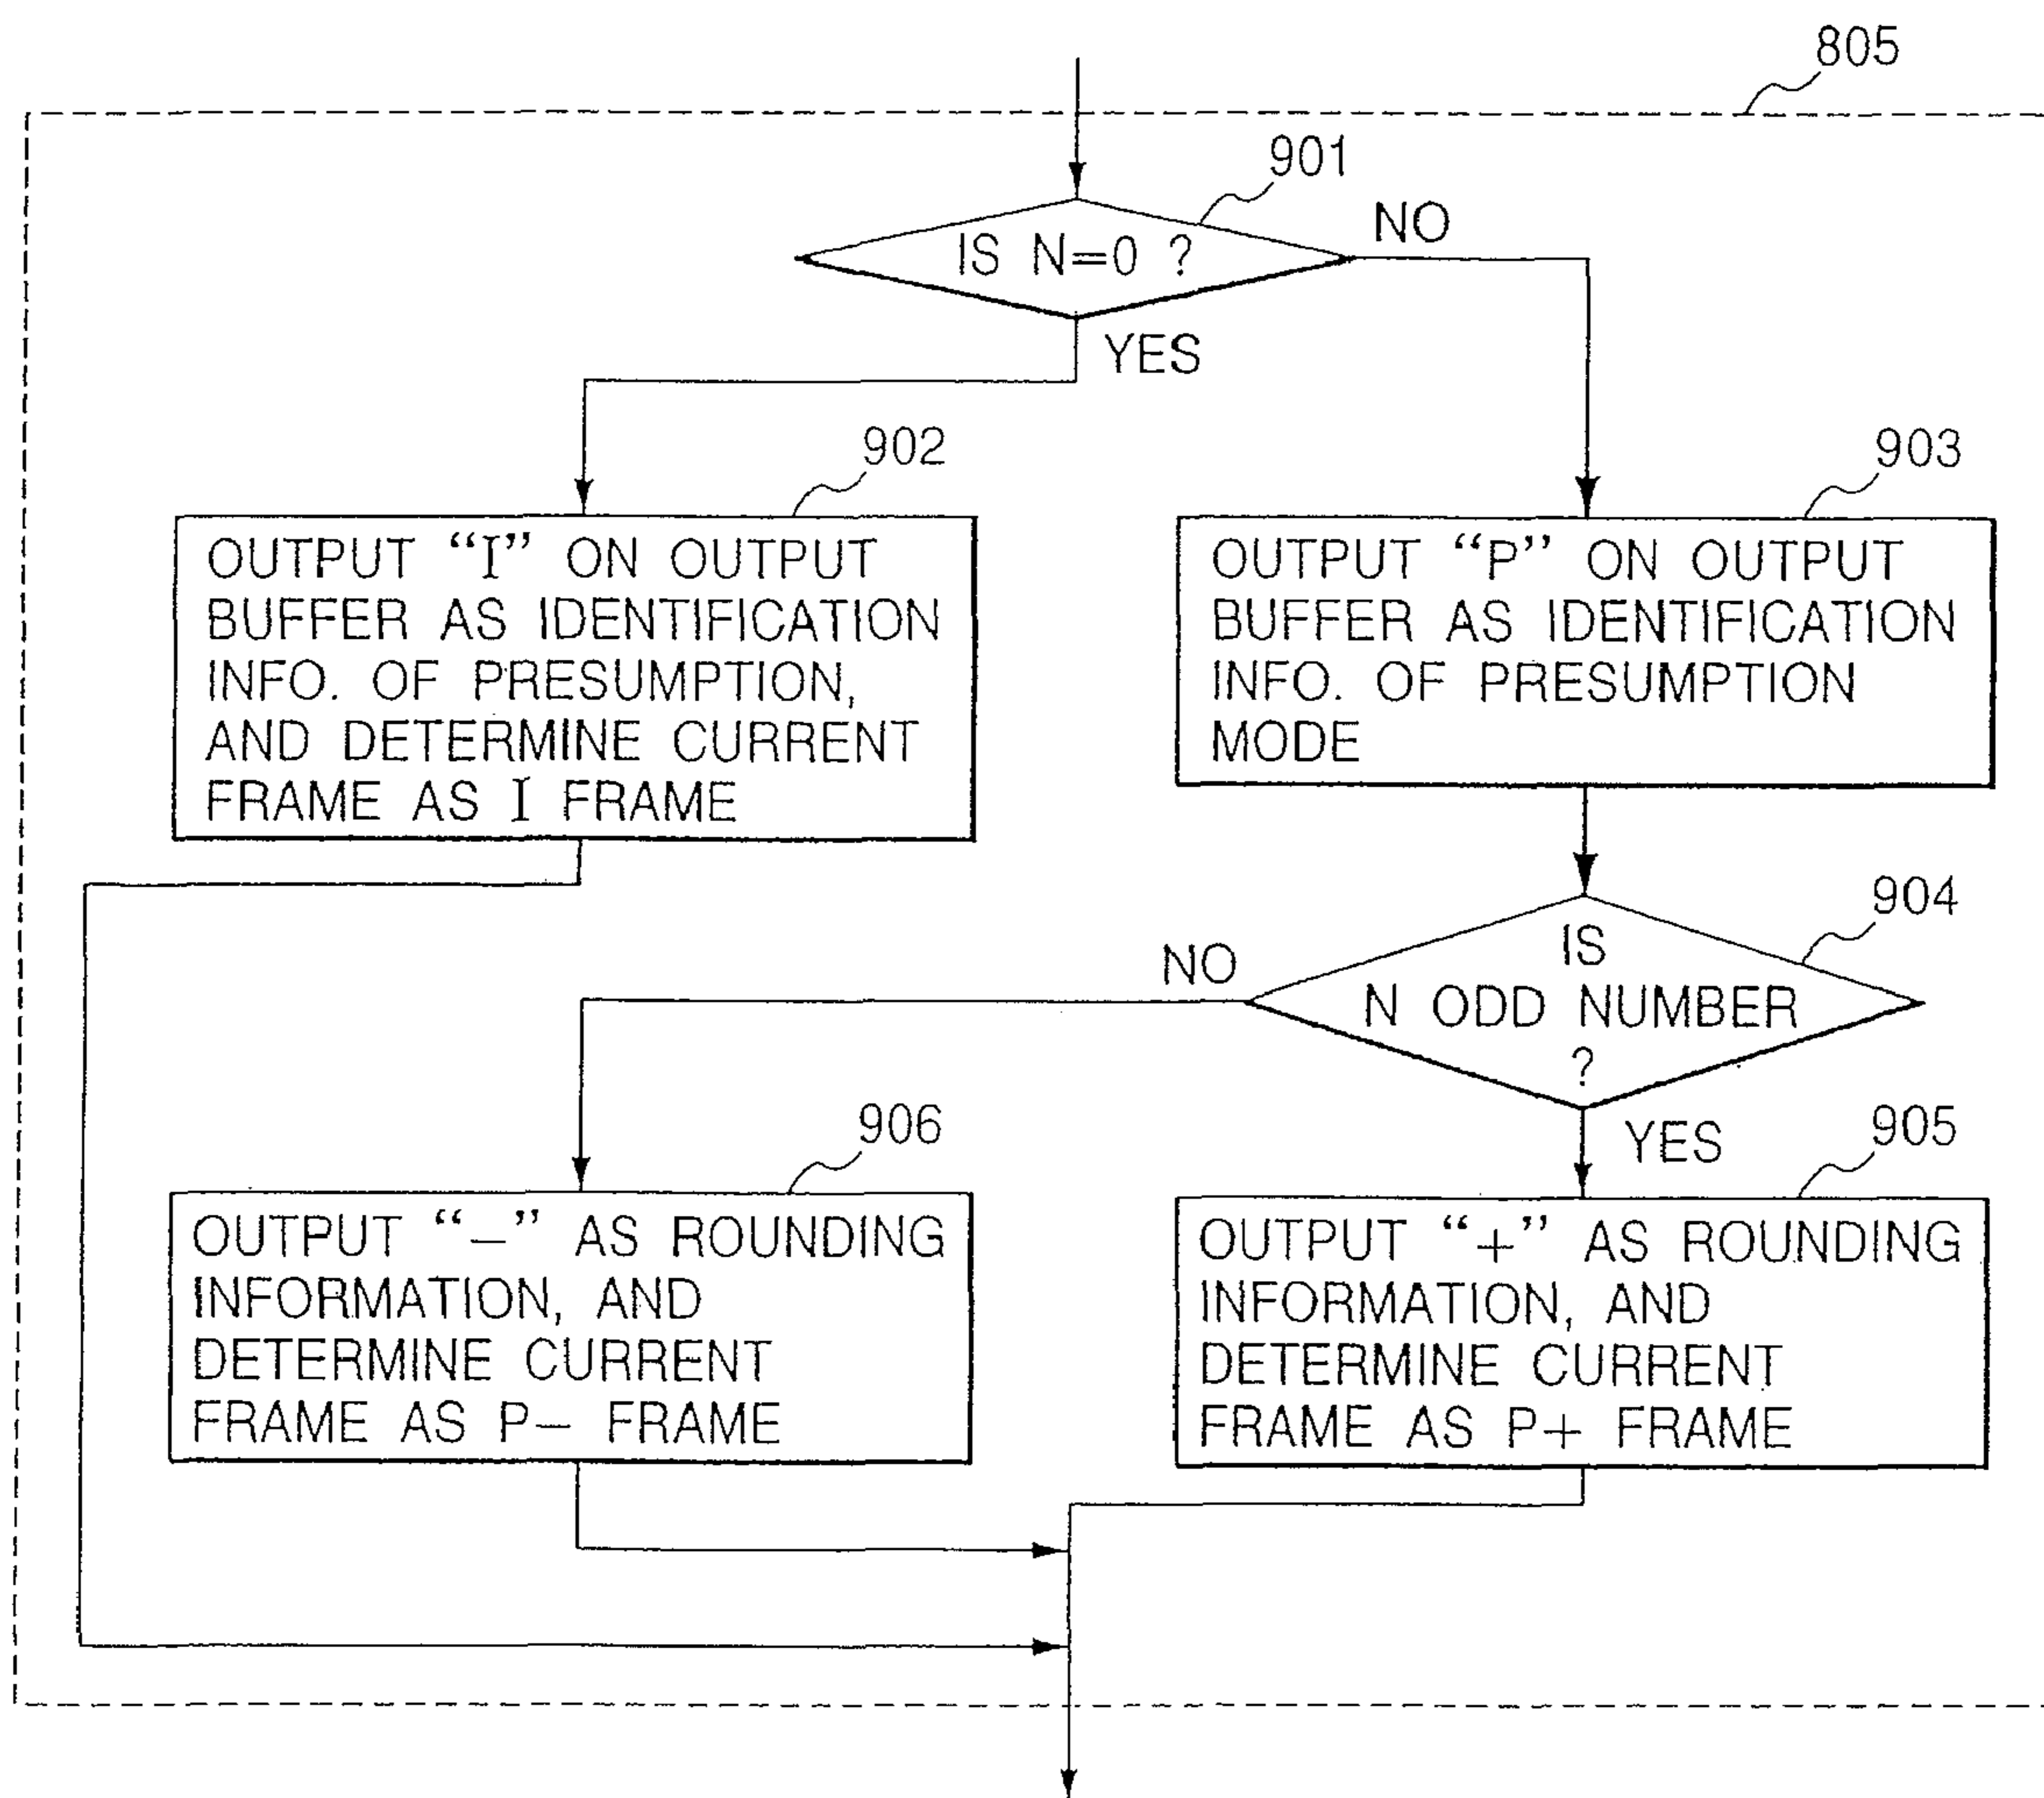 805
901
IS N=0 ?
NO
YES
902
OUTPUT “I” ON OUTPUT
BUFFER AS IDENTIFICATION
INFO. OF PRESUMPTION,
AND DETERMINE CURRENT
FRAME AS I FRAME
903
OUTPUT “P” ON OUTPUT
BUFFER AS IDENTIFICATION
INFO. OF PRESUMPTION
MODE
904
IS
N ODD NUMBER
?
NO
YES
906
OUTPUT “−” AS ROUNDING
INFORMATION, AND
DETERMINE CURRENT
FRAME AS P− FRAME
905
OUTPUT “+” AS ROUNDING
INFORMATION, AND
DETERMINE CURRENT
FRAME AS P+ FRAME